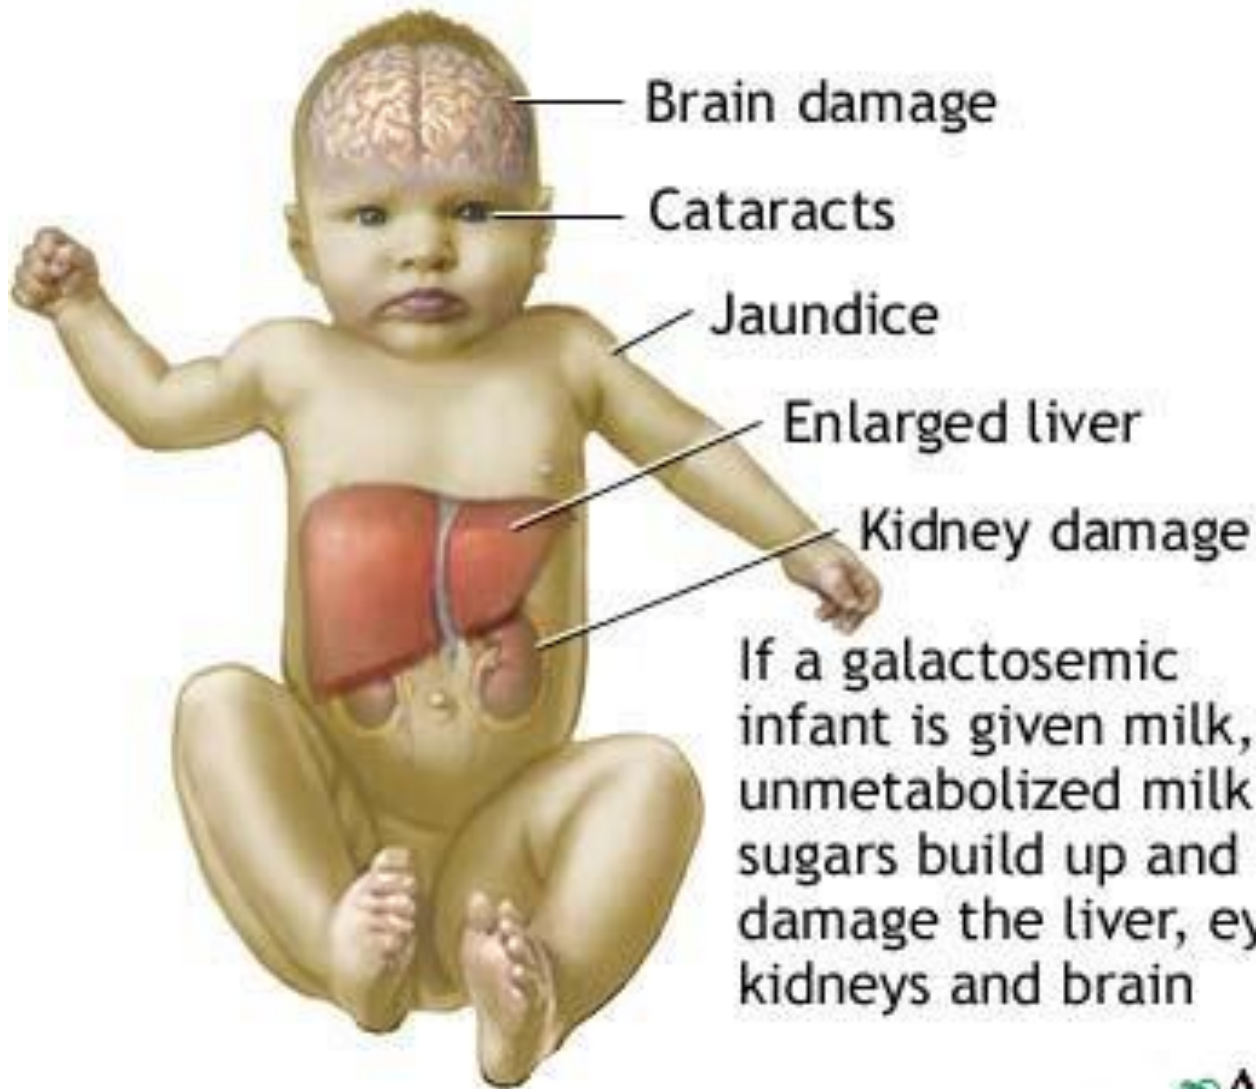 Brain damage
Cataracts
Jaundice
Enlarged liver
Kidney damage
If a galactosemic
infant is given milk,
unmetabolized milk
sugars build up and
damage the liver,
kidneys and brain